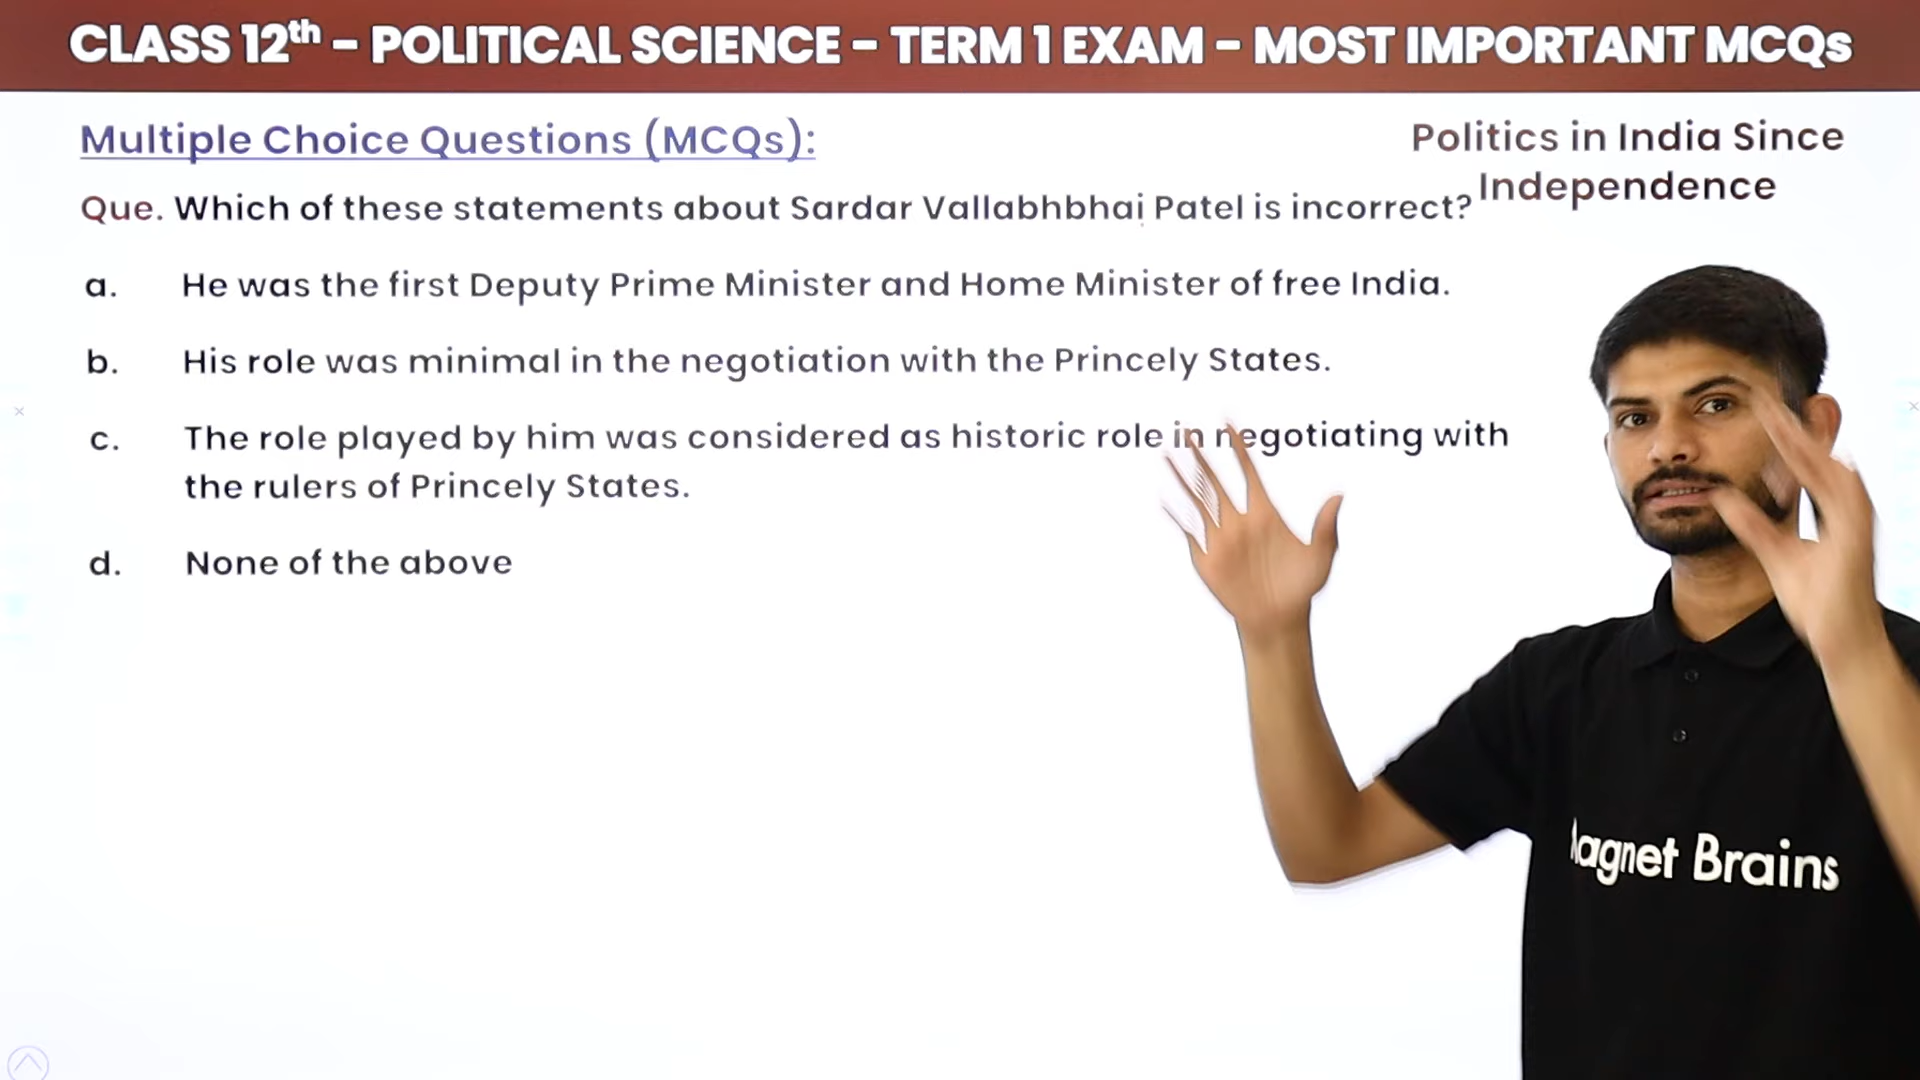 CLASS 12th – POLITICAL SCIENCE – TERM 1 EXAM – MOST IMPORTANT MCQs
Multiple Choice Questions (MCQs):
Politics in India Since
Independence
Que. Which of these statements about Sardar Vallabhbhai Patel is incorrect?
a. He was the first Deputy Prime Minister and Home Minister of free India.
b. His role was minimal in the negotiation with the Princely States.
c. The role played by him was considered as historic role in negotiating with
the rulers of Princely States.
d. None of the above
agnet Brains